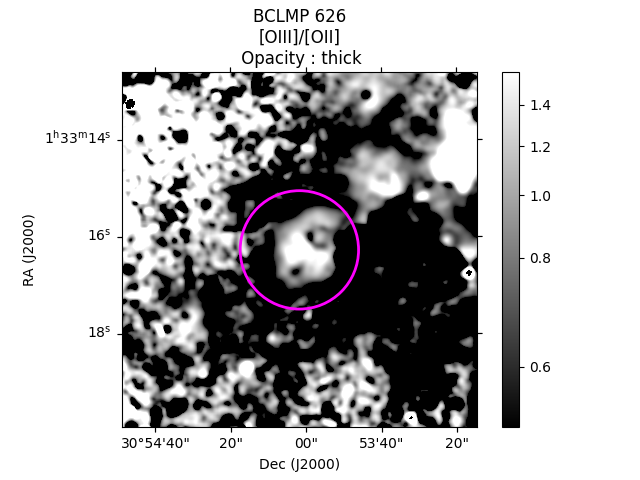 BCLMP 626
[OIII]/[OII]
Opacity : thick
1ʰ33ᵐ14ˢ
16ˢ
18ˢ
RA (J2000)
30°54'40" 20" 00" 53'40" 20"
Dec (J2000)
1.4
1.2
1.0
0.8
0.6